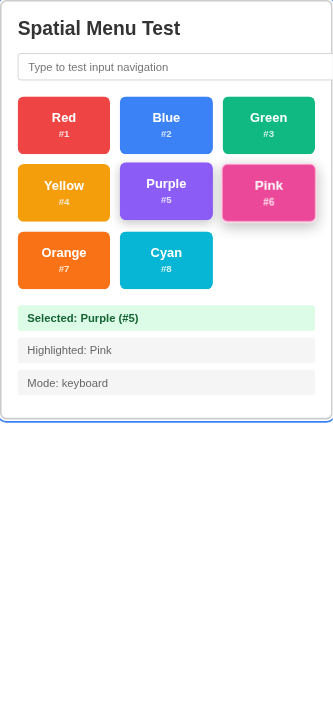 Spatial Menu Test
Type to test input navigation
Red
#1
Blue
#2
Green
#3
Yellow
#4
Purple
#5
Pink
#6
Orange
#7
Cyan
#8
Selected: Purple (#5)
Highlighted: Pink
Mode: keyboard